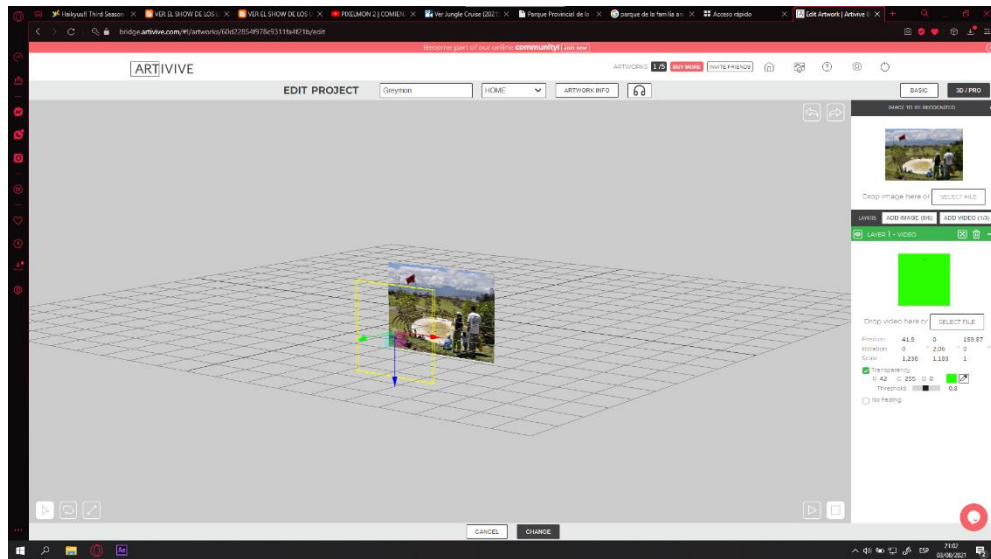 Haikyuu!! Third Season
VER EL SHOW DE LOS
VER EL SHOW DE LOS
PIXELMON 2 | COMIEN
Ver Jungle Cruise (2021
Parque Provincial de la
parque de la familia an
Acceso rápido
Edit Artwork | Artivive B
bridge.artivive.com/#!/artworks/60d22854f978c9311fa4f21b/edit
Become part of our online community! Join now
ARTIVIVE
ARTWORKS 1/5 BUY MORE INVITE FRIENDS
EDIT PROJECT Greymon HOME ARTWORK INFO BASIC 3D / PRO
IMAGE TO BE RECOGNIZED
Drop image here or SELECT FILE
LAYERS ADD IMAGE (0/6) ADD VIDEO (1/3)
LAYER 1 - VIDEO
Drop video here or SELECT FILE
Position 41,9 0 159,87
Rotation 0 ° 2,06 ° 0 °
Scale 1,236 1,183 1
Transparency
R 42 G 255 B 0
Threshold 0,8
No Fading
CANCEL CHANGE
Ae
ESP
21:02
03/08/2021